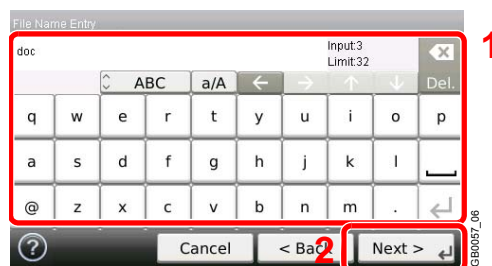 File Name Entry
1
doc
Input:3
Limit:32
ABC a/A ← → ↑ ↓ Del.
q w e r t y u i o p
a s d f g h j k l
@ z x c v b n m .
? Cancel < Back 2 Next >
GB0057_06